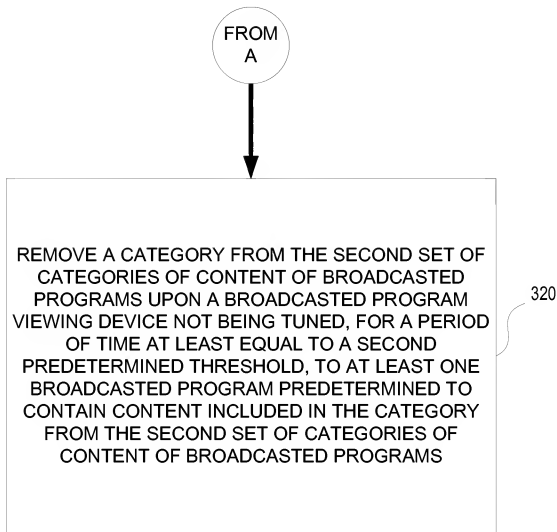 FROM
A
REMOVE A CATEGORY FROM THE SECOND SET OF
CATEGORIES OF CONTENT OF BROADCASTED
PROGRAMS UPON A BROADCASTED PROGRAM
VIEWING DEVICE NOT BEING TUNED, FOR A PERIOD
OF TIME AT LEAST EQUAL TO A SECOND
PREDETERMINED THRESHOLD, TO AT LEAST ONE
BROADCASTED PROGRAM PREDETERMINED TO
CONTAIN CONTENT INCLUDED IN THE CATEGORY
FROM THE SECOND SET OF CATEGORIES OF
CONTENT OF BROADCASTED PROGRAMS
320